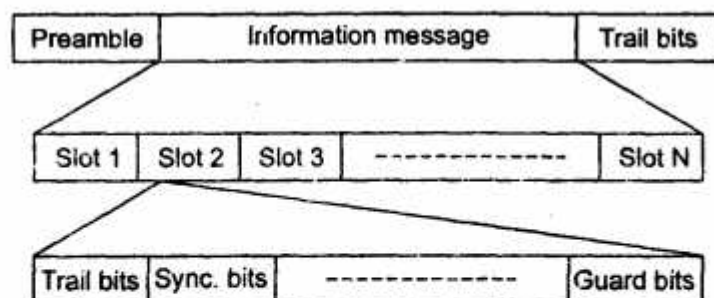 Preamble Information message Trail bits
Slot 1 Slot 2 Slot 3 ---------------- Slot N
Trail bits Sync. bits ---------------- Guard bits